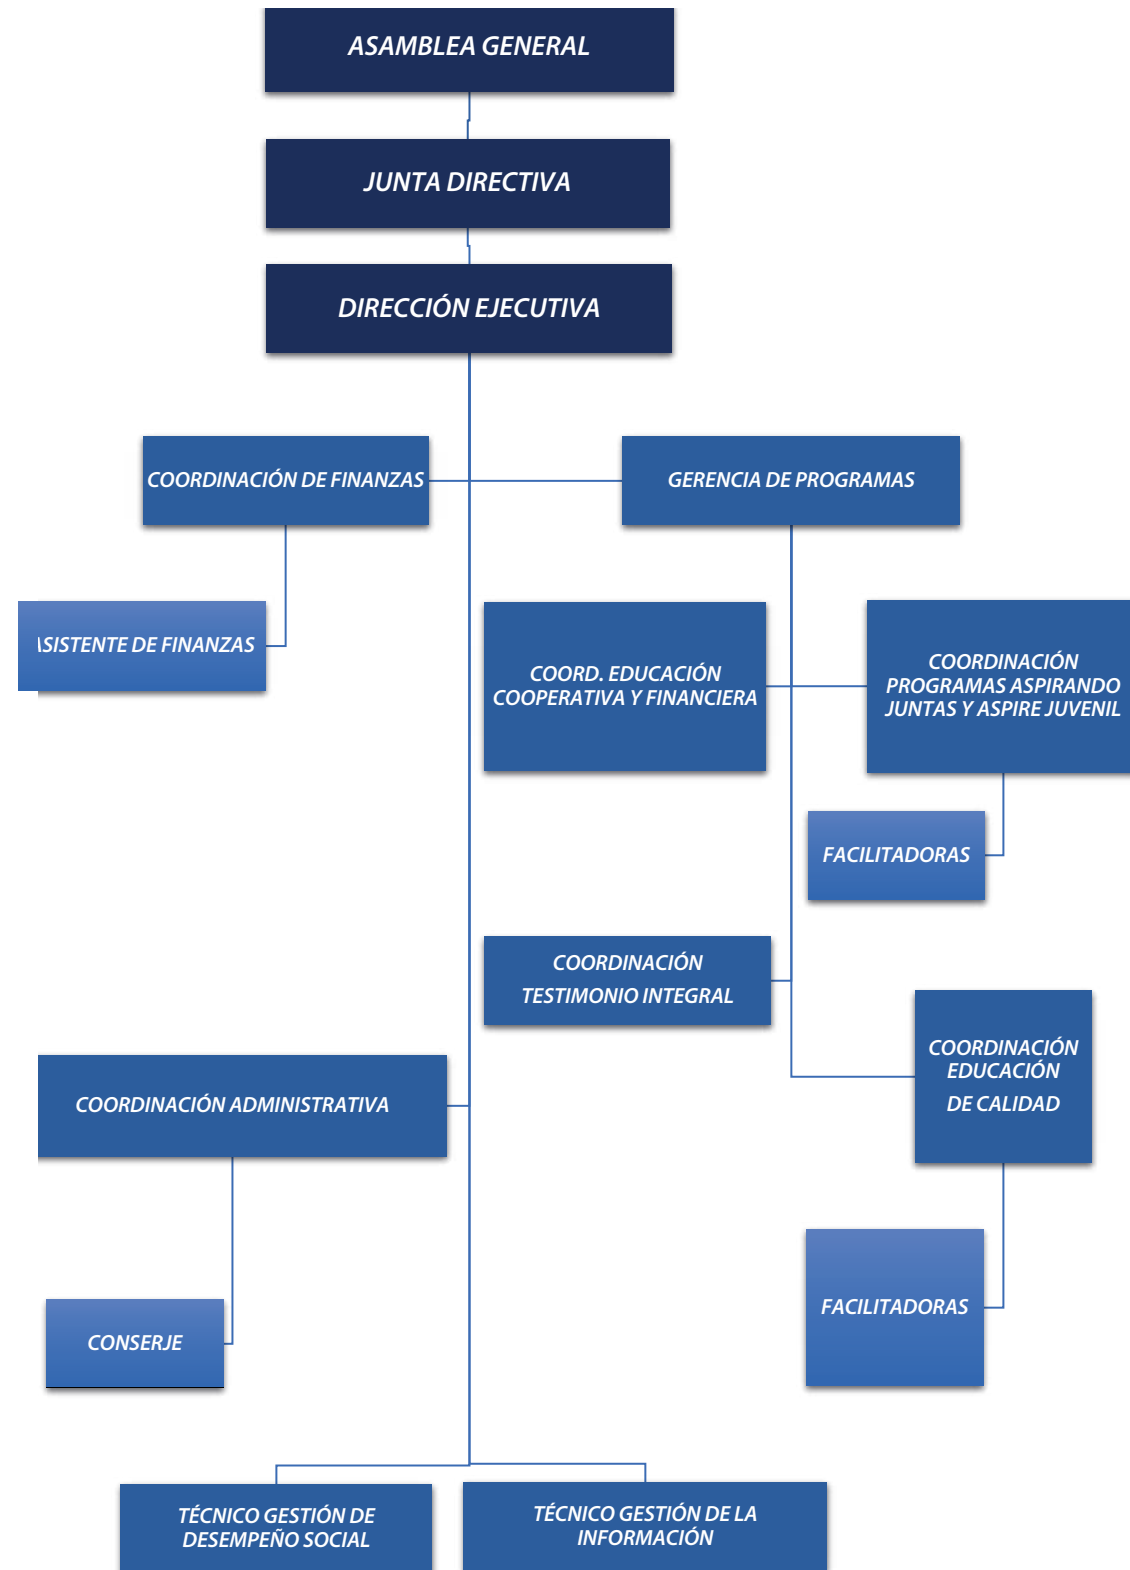 ASAMBLEA GENERAL
JUNTA DIRECTIVA
DIRECCIÓN EJECUTIVA
COORDINACIÓN DE FINANZAS
GERENCIA DE PROGRAMAS
ASISTENTE DE FINANZAS
COORD. EDUCACIÓN
COOPERATIVA Y FINANCIERA
COORDINACIÓN
PROGRAMAS ASPIRANDO
JUNTAS Y ASPIRE JUVENIL
FACILITADORAS
COORDINACIÓN
TESTIMONIO INTEGRAL
COORDINACIÓN
EDUCACIÓN
DE CALIDAD
COORDINACIÓN ADMINISTRATIVA
FACILITADORAS
CONSERJE
TÉCNICO GESTIÓN DE
DESEMPEÑO SOCIAL
TÉCNICO GESTIÓN DE LA
INFORMACIÓN